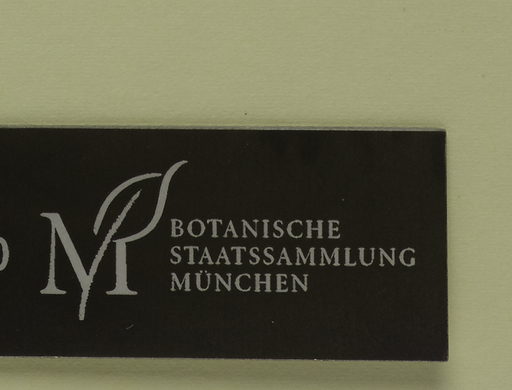 M
BOTANISCHE
STAATSSAMMLUNG
MÜNCHEN